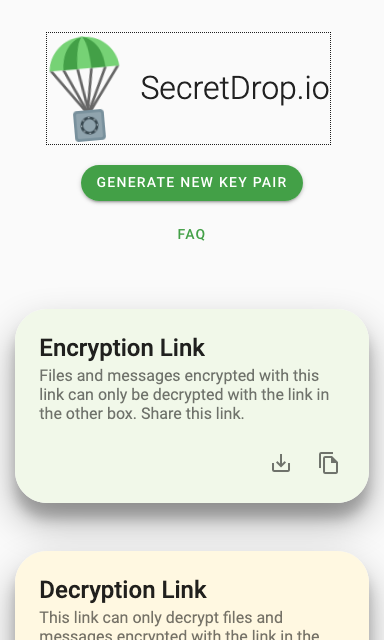 SecretDrop.io
GENERATE NEW KEY PAIR
FAQ
Encryption Link
Files and messages encrypted with this
link can only be decrypted with the link in
the other box. Share this link.
Decryption Link
This link can only decrypt files and
messages encrypted with the link in the